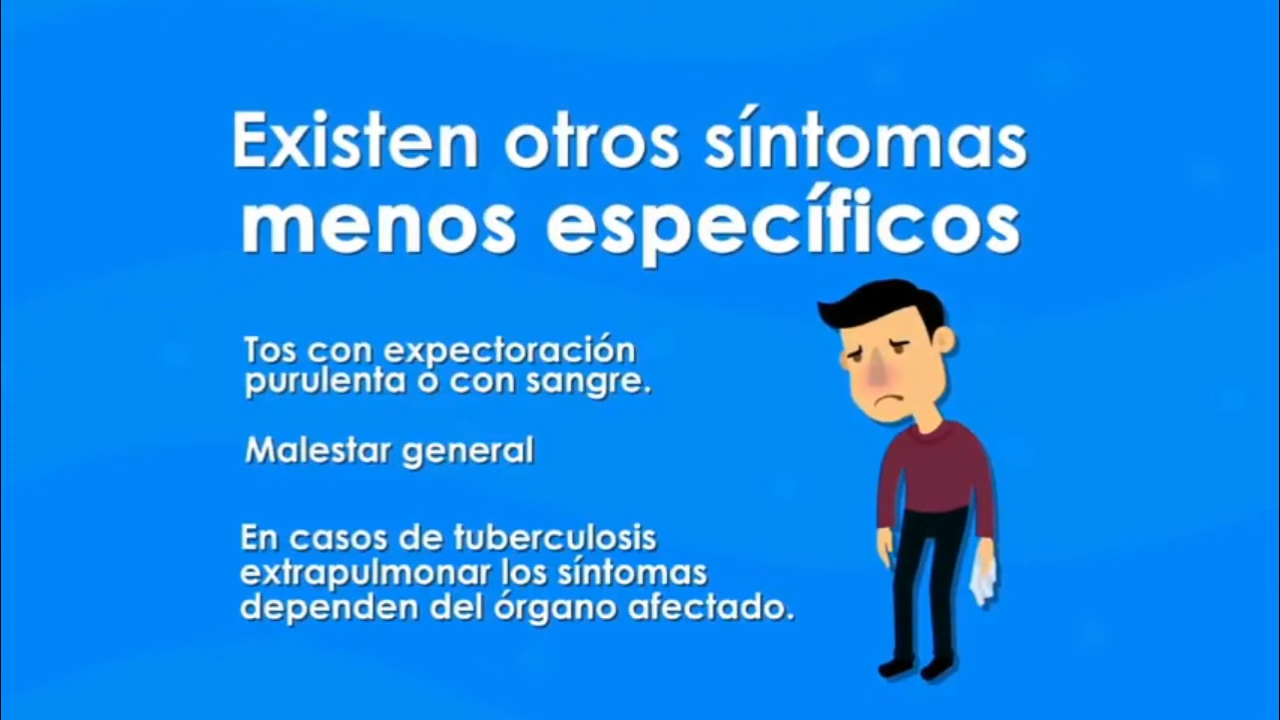 Existen otros síntomas
menos específicos
Tos con expectoración
purulenta o con sangre.
Malestar general
En casos de tuberculosis
extrapulmonar los síntomas
dependen del órgano afectado.